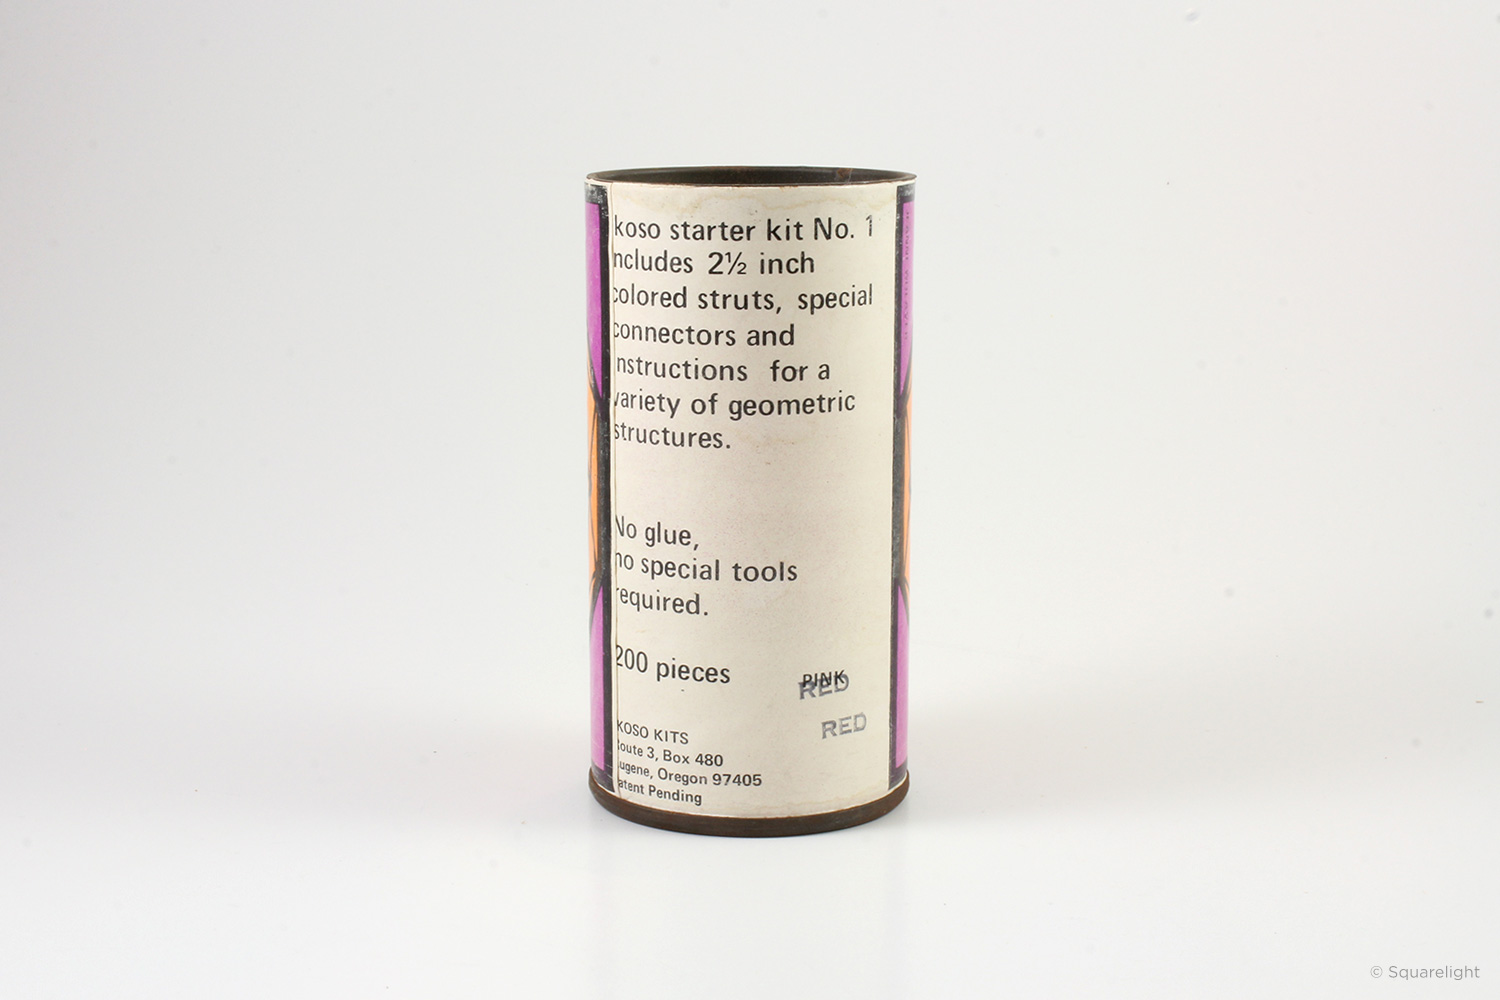 koso starter kit No. 1
ncludes 2½ inch
colored struts, special
connectors and
nstructions for a
variety of geometric
structures.
No glue,
no special tools
required.
200 pieces
PINK
RED
RED
KOSO KITS
oute 3, Box 480
ugene, Oregon 97405
atent Pending
© Squarelight